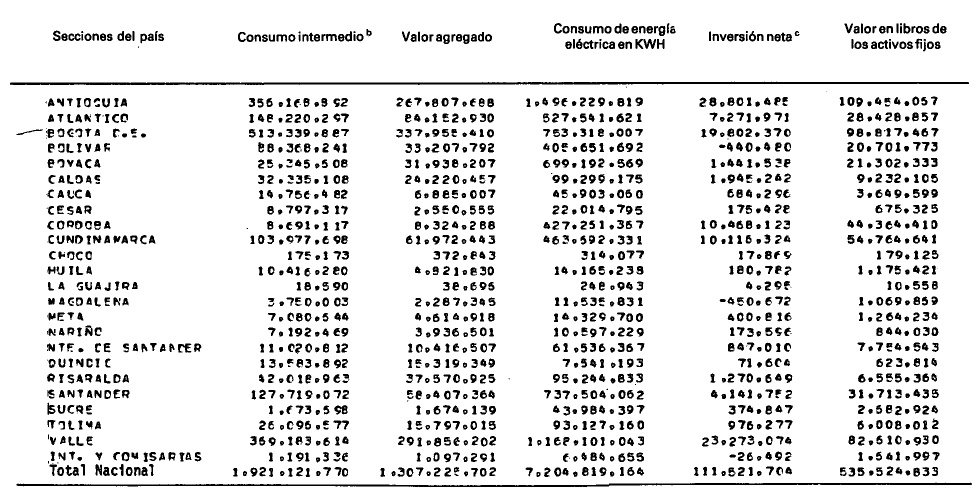 Secciones del país Consumo intermedio b Valor agregado Consumo de energía eléctrica en KWH Inversión neta c Valor en libros de los activos fijos
ANTIOQUIA 356.168.892 267.807.688 1.496.229.819 28.801.485 109.454.057
ATLANTICO 148.220.297 84.152.930 527.541.621 7.271.971 28.428.857
BOGOTA D.E. 513.339.887 337.955.410 753.318.007 19.802.370 98.817.467
BOLIVAR 88.368.241 33.207.792 405.651.692 -440.480 20.701.773
BOYACA 25.345.508 31.938.207 699.192.569 1.441.538 21.302.333
CALDAS 32.335.108 24.220.457 99.299.175 1.945.242 9.232.105
CAUCA 14.756.482 6.885.007 45.903.050 684.296 3.649.599
CESAR 8.797.317 2.550.555 22.014.795 175.428 675.325
CORDOBA 8.691.117 8.324.288 427.251.367 10.468.123 44.364.410
CUNDINAMARCA 103.977.698 61.972.443 463.592.331 10.115.324 54.764.641
CHOCO 175.173 372.843 314.077 17.869 179.125
HUILA 10.416.280 4.821.830 14.165.238 180.782 1.175.421
LA GUAJIRA 18.590 38.695 248.943 4.295 10.558
MAGDALENA 3.750.003 2.287.345 11.535.831 -450.672 1.069.859
META 7.080.544 4.614.918 14.329.700 400.816 1.264.234
NARIÑO 7.192.469 3.936.501 10.597.229 173.596 844.030
NTE. DE SANTANDER 11.020.812 10.416.507 61.536.367 847.010 7.754.543
QUINDIO 13.583.892 15.319.349 7.541.193 71.604 623.814
RISARALDA 42.018.963 37.570.925 95.244.833 1.270.649 6.555.364
SANTANDER 127.719.072 58.407.364 737.504.062 4.141.752 31.713.435
SUCRE 1.673.598 1.674.139 43.984.397 374.847 2.582.924
TOLIMA 26.096.577 15.797.015 93.127.160 976.277 6.008.012
VALLE 369.183.614 291.856.202 1.168.101.043 23.273.074 82.610.930
INT. Y COMISARIAS 1.191.336 1.097.291 6.484.655 -26.492 1.541.997
Total Nacional 1.921.121.770 1.307.225.702 7.204.819.164 111.521.704 535.524.833